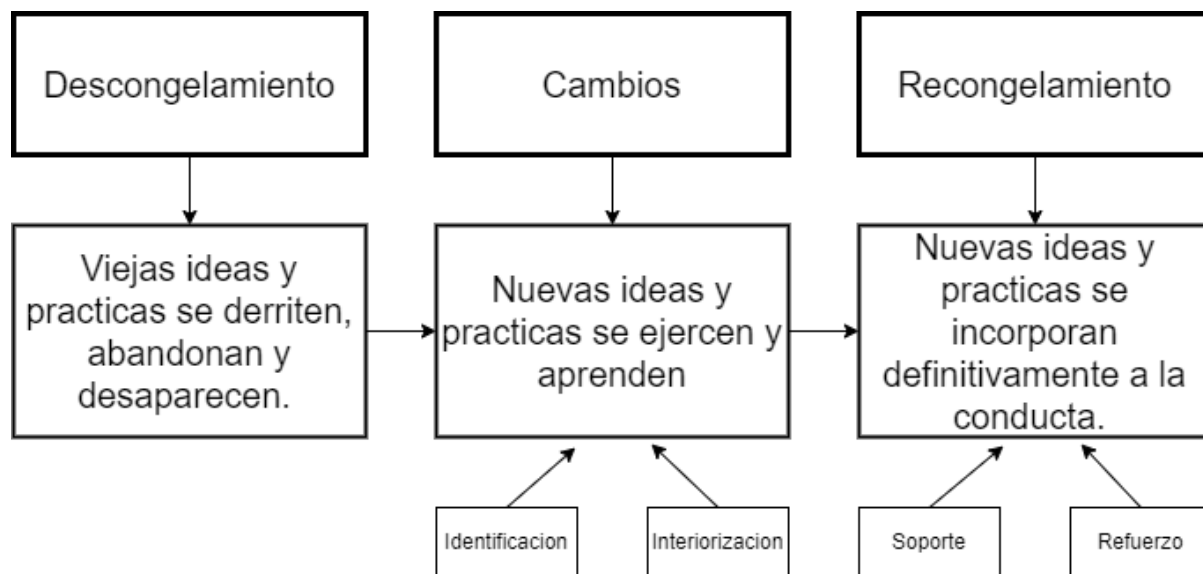 Descongelamiento
Cambios
Recongelamiento
Viejas ideas y
practicas se derriten,
abandonan y
desaparecen.
Nuevas ideas y
practicas se ejercen y
aprenden
Nuevas ideas y
practicas se
incorporan
definitivamente a la
conducta.
Identificacion
Interiorizacion
Soporte
Refuerzo